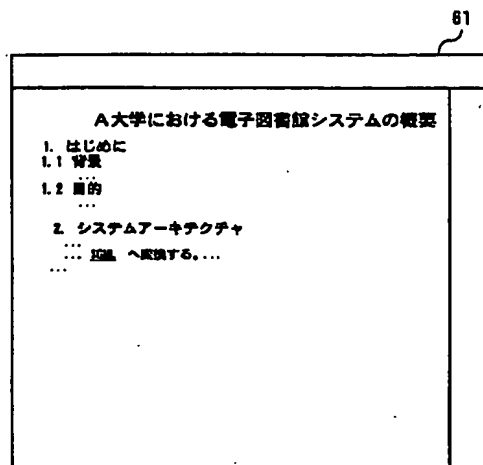 61
A大学における電子図書館システムの概要
1. はじめに
1.1 背景
...
1.2 目的
...
2. システムアーキテクチャ
...
... SGML へ変換する。...
...